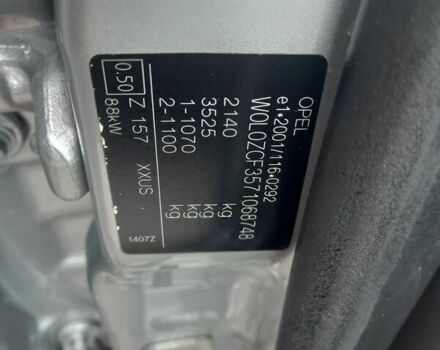 OPEL
e1*2001/116*0292
W0L0ZCF3571068748
2140 kg
3525 kg
1-1070 kg
2-1100 kg
0.50 Z 157 XXUS
88kW
1407Z